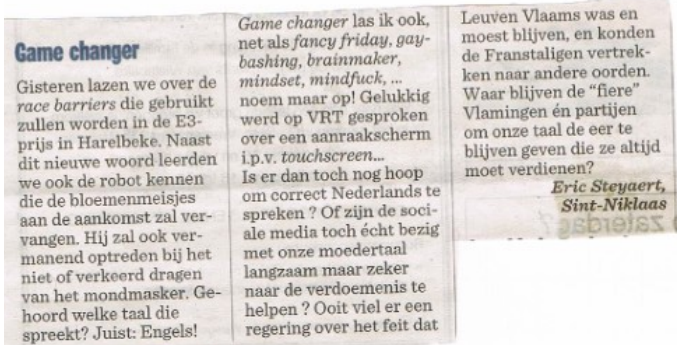 Game changer
Gisteren lazen we over de
race barriers die gebruikt
zullen worden in de E3-
prijs in Harelbeke. Naast
dit nieuwe woord leerden
we ook de robot kennen
die de bloemenmeisjes
aan de aankomst zal ver-
vangen. Hij zal ook ver-
manend optreden bij het
niet of verkeerd dragen
van het mondmasker. Ge-
hoord welke taal die
spreekt? Juist: Engels!
Game changer las ik ook,
net als fancy friday, gay-
bashing, brainmaker,
mindset, mindfuck, ...
noem maar op! Gelukkig
werd op VRT gesproken
over een aanraakscherm
i.p.v. touchscreen...
Is er dan toch nog hoop
om correct Nederlands te
spreken ? Of zijn de soci-
ale media toch écht bezig
met onze moedertaal
langzaam maar zeker
naar de verdoemenis te
helpen ? Ooit viel er een
regering over het feit dat
Leuven Vlaams was en
moest blijven, en konden
de Franstaligen vertrek-
ken naar andere oorden.
Waar blijven de “fiere”
Vlamingen én partijen
om onze taal de eer te
blijven geven die ze altijd
moet verdienen?
Eric Steyaert,
Sint-Niklaas
zaterdag?